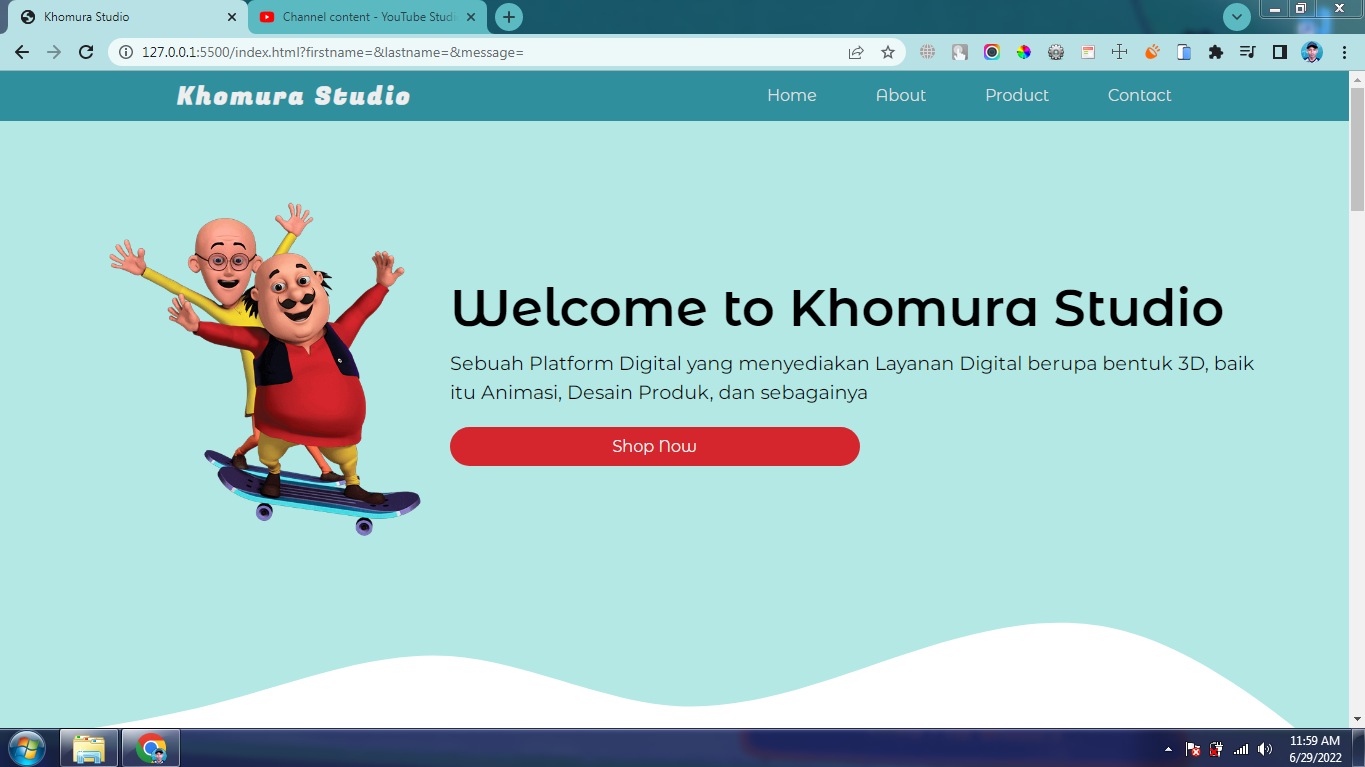 Khomura Studio
Channel content - YouTube Studi
127.0.0.1:5500/index.html?firstname=&lastname=&message=
Khomura Studio
Home
About
Product
Contact
Welcome to Khomura Studio
Sebuah Platform Digital yang menyediakan Layanan Digital berupa bentuk 3D, baik
itu Animasi, Desain Produk, dan sebagainya
Shop Now
11:59 AM
6/29/2022